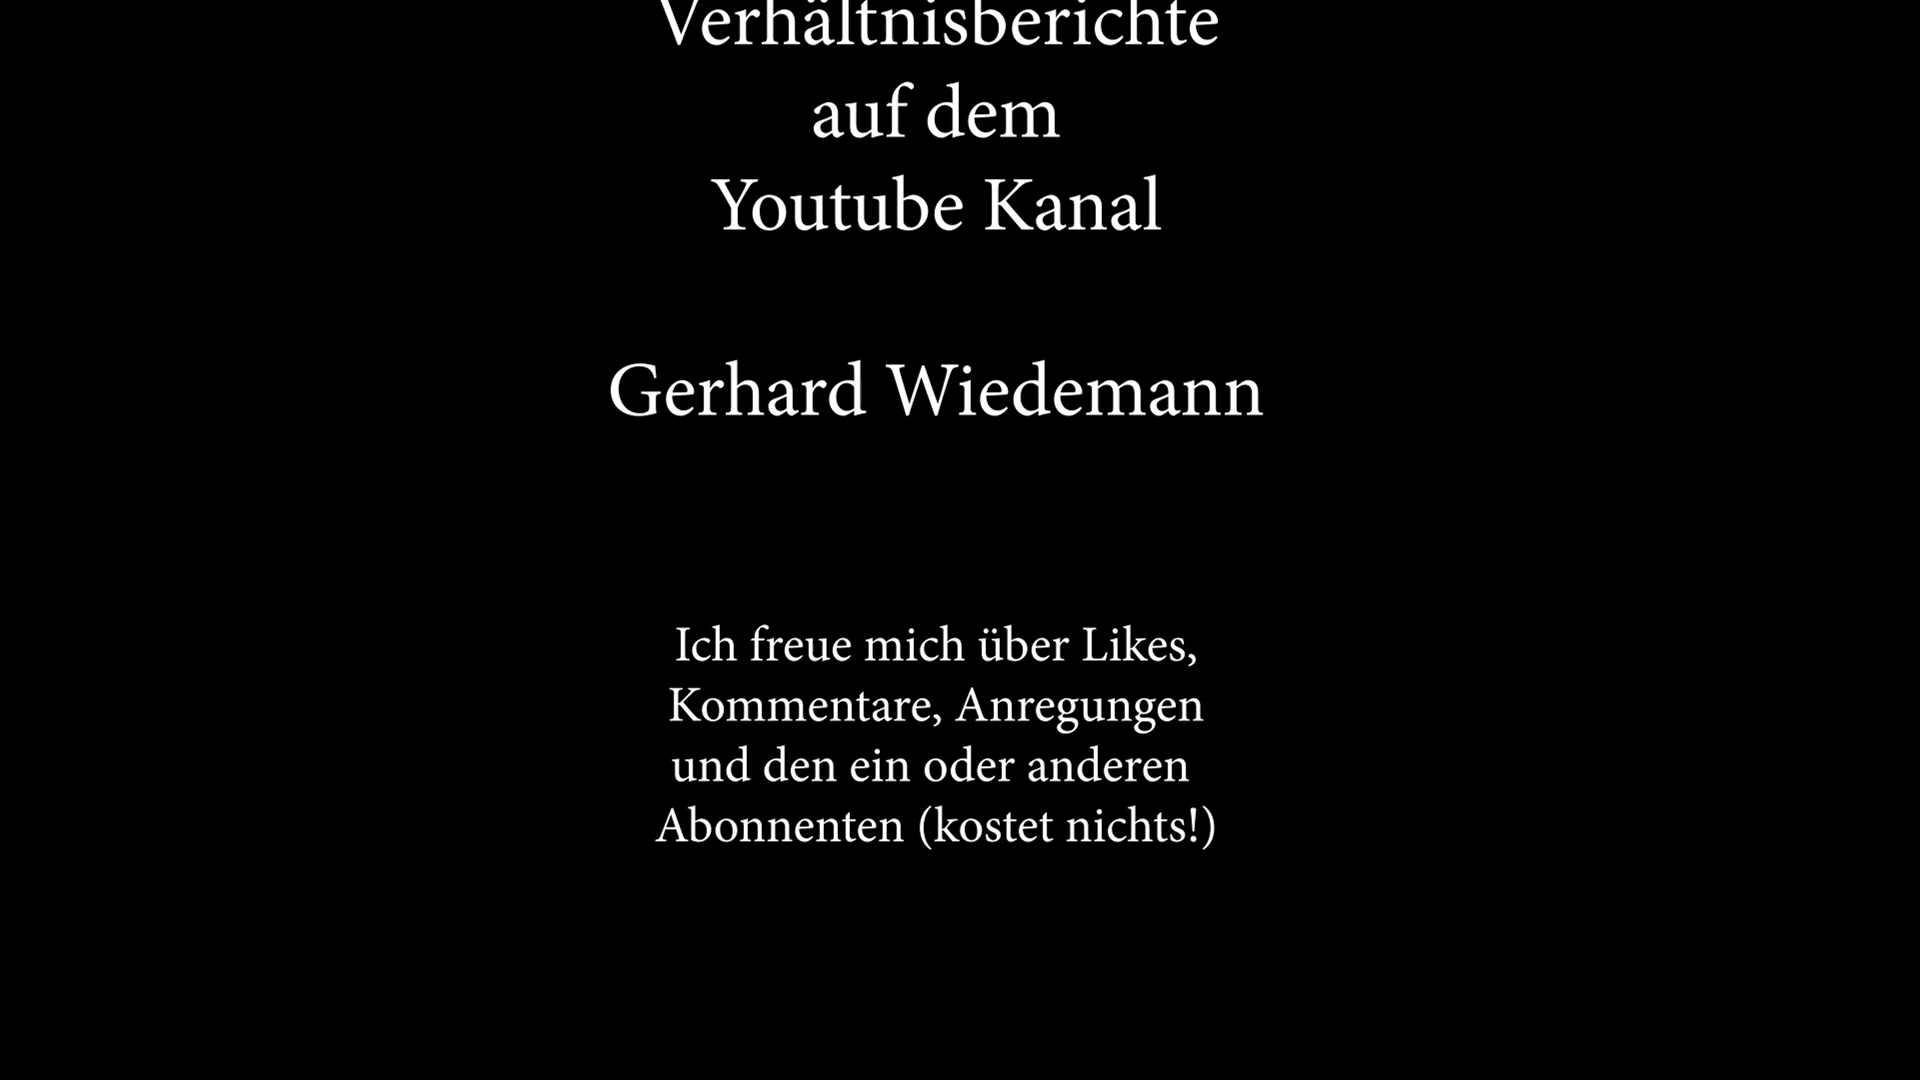 Verhältnisberichte
auf dem
Youtube Kanal
Gerhard Wiedemann
Ich freue mich über Likes,
Kommentare, Anregungen
und den ein oder anderen
Abonnenten (kostet nichts!)